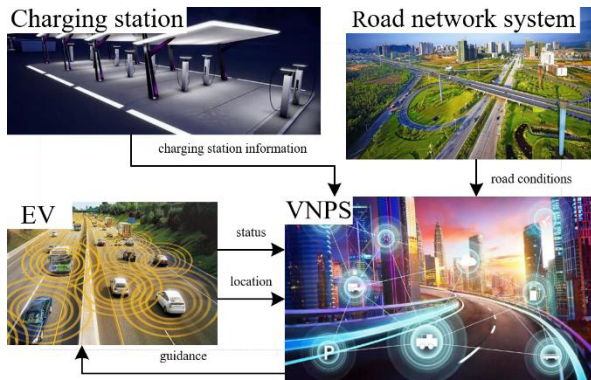 Charging station
Road network system
charging station information
road conditions
EV
VNPS
status
location
guidance
P